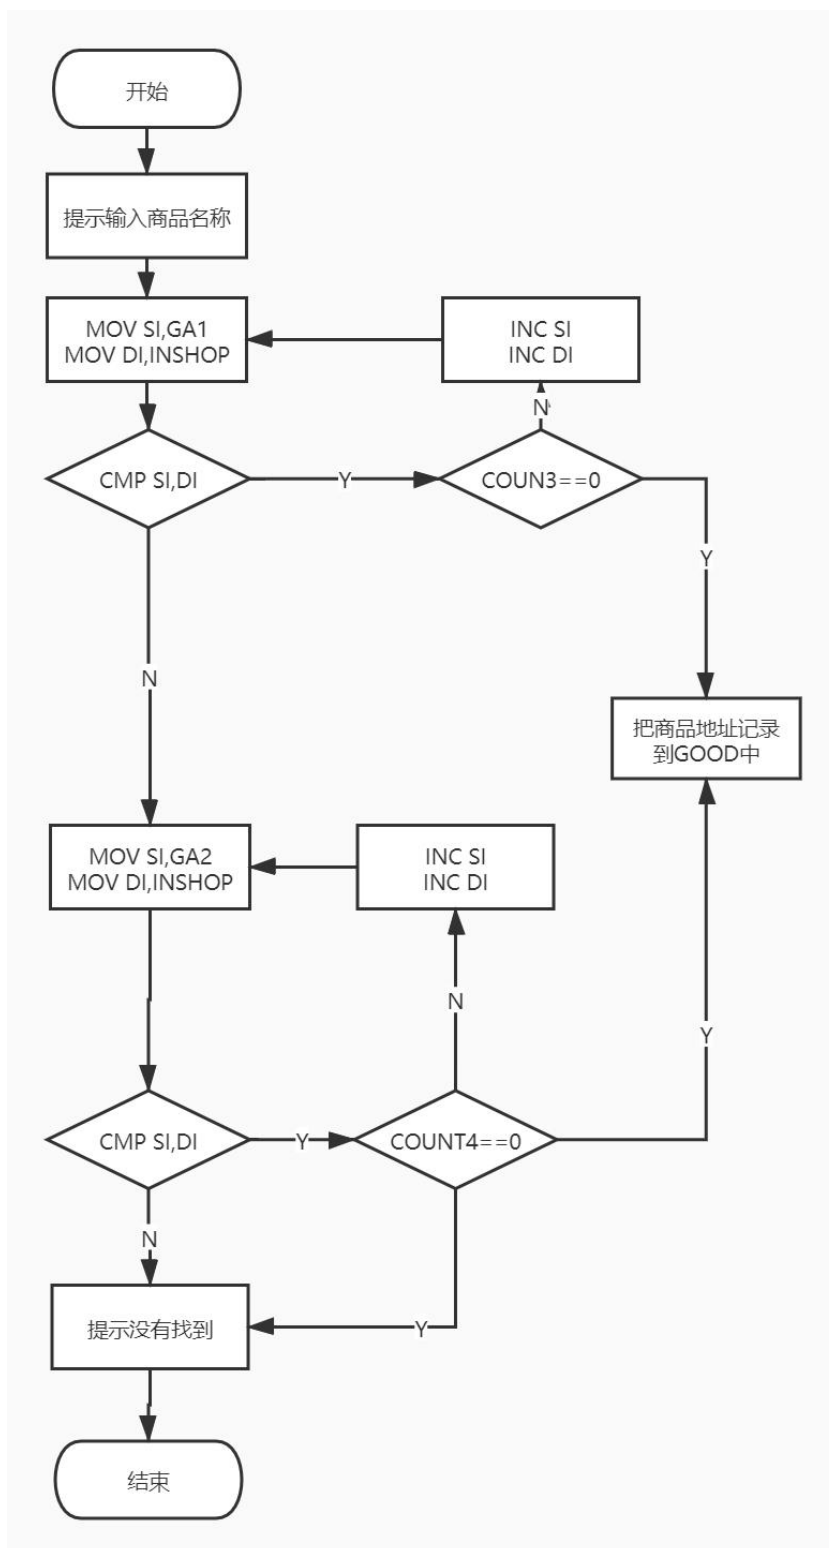 开始
提示输入商品名称
MOV SI,GA1
MOV DI,INSHOP
INC SI
INC DI
N
CMP SI,DI
Y
COUN3==0
Y
N
把商品地址记录
到GOOD中
MOV SI,GA2
MOV DI,INSHOP
INC SI
INC DI
N
Y
CMP SI,DI
Y
COUNT4==0
N
提示没有找到
Y
结束